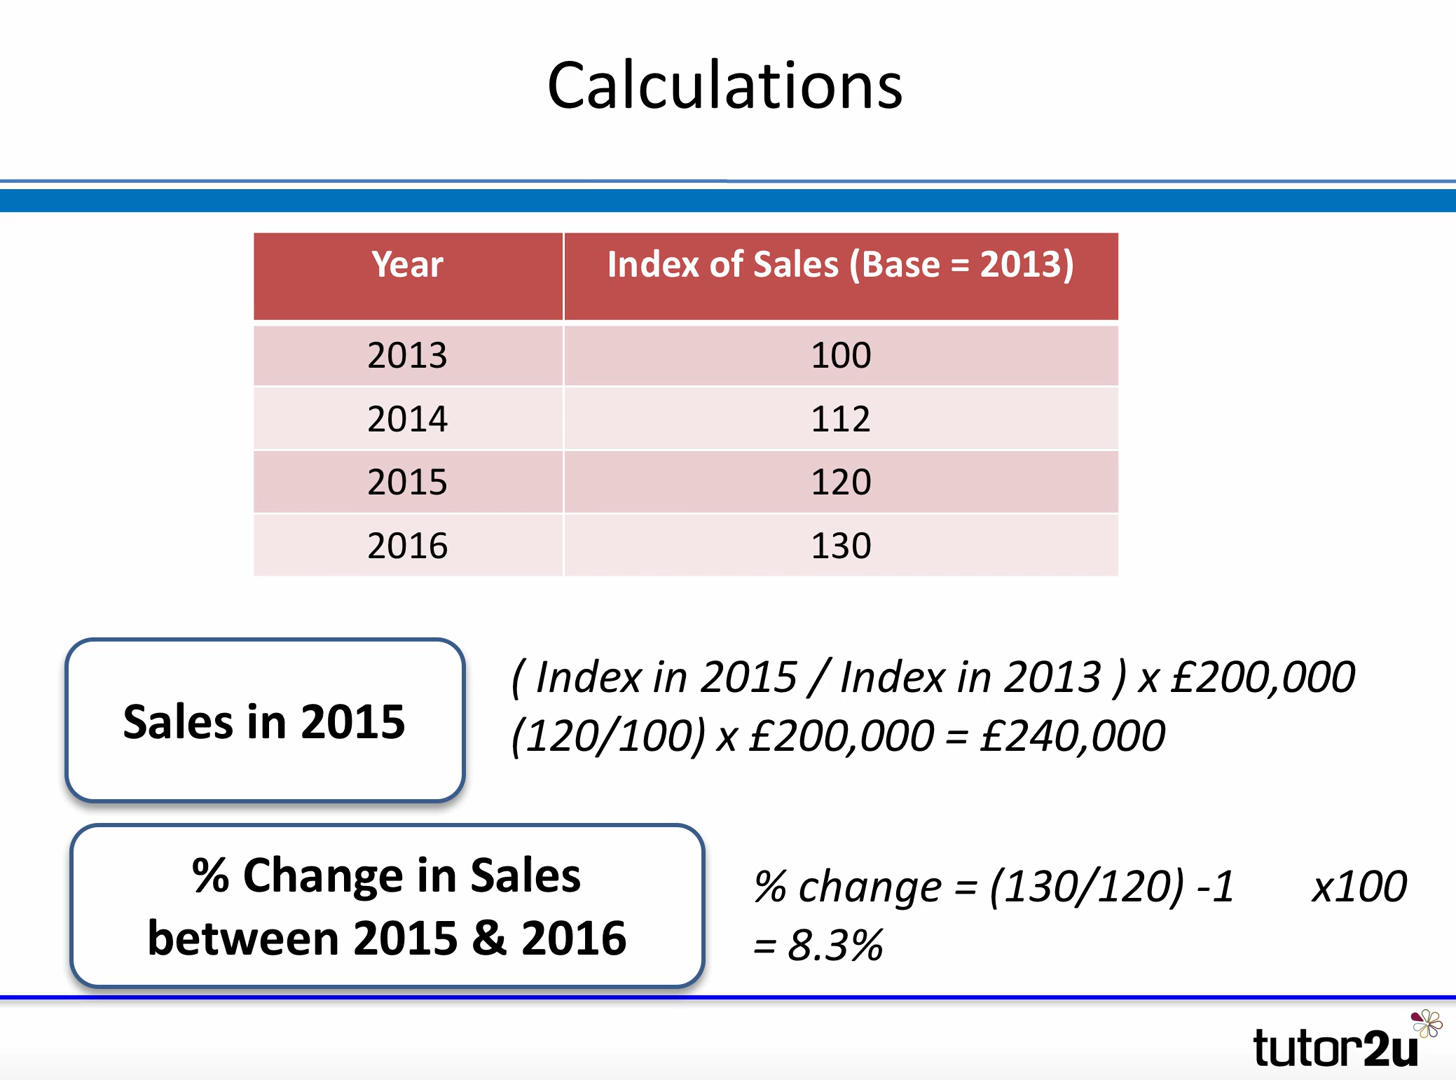 Calculations
Year Index of Sales (Base = 2013)
2013 100
2014 112
2015 120
2016 130
Sales in 2015
( Index in 2015 / Index in 2013 ) x £200,000
(120/100) x £200,000 = £240,000
% Change in Sales
between 2015 & 2016
% change = (130/120) -1 x100
= 8.3%
tutor2u